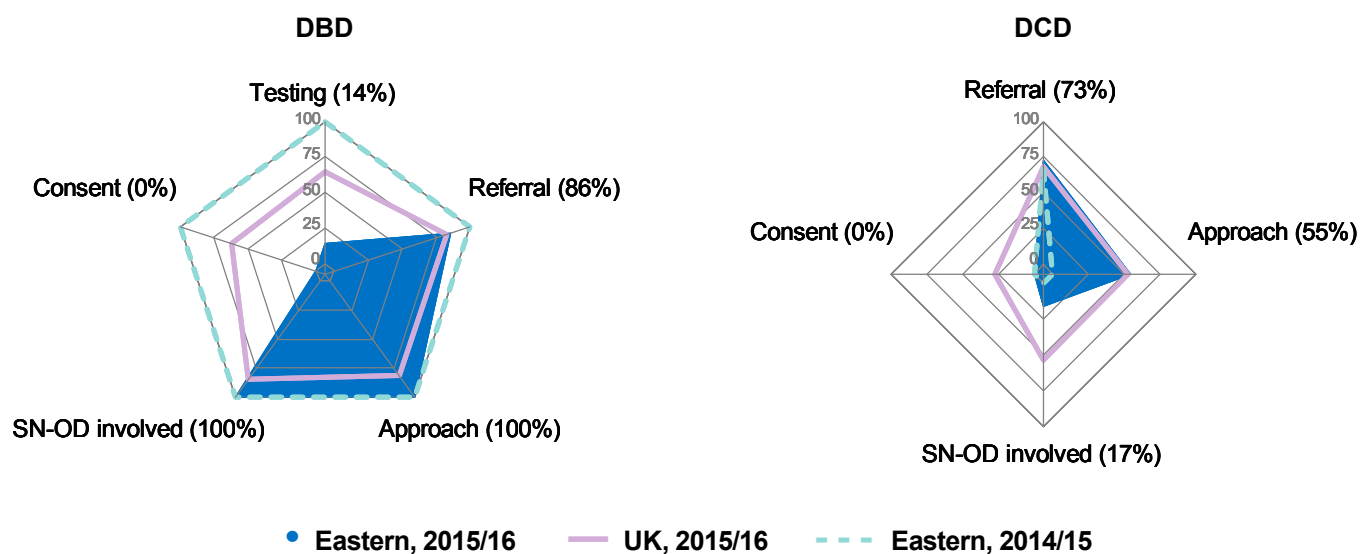 DBD
Testing (14%)
100
75
50
25
0
Consent (0%)
Referral (86%)
SN-OD involved (100%)
Approach (100%)
DCD
Referral (73%)
100
75
50
25
0
Consent (0%)
Approach (55%)
SN-OD involved (17%)
Eastern, 2015/16
UK, 2015/16
Eastern, 2014/15